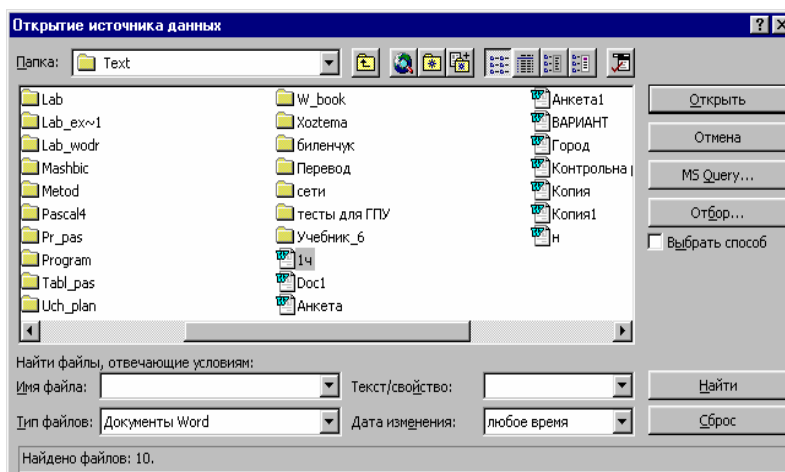 Открытие источника данных
Папка: Text
Lab W_book Анкета1 Открыть
Lab_ex~1 Xoztema ВАРИАНТ
Lab_wodr биленчук Город Отмена
Mashbic Перевод Контрольна
Metod сети Копия MS Query...
Pascal4 тесты для ГПУ Копия1 Отбор...
Pr_pas Учебник_6 н Выбрать способ
Program 1ч
Tabl_pas Doc1
Uch_plan Анкета
Найти файлы, отвечающие условиям:
Имя файла: Текст/свойство: Найти
Тип файлов: Документы Word Дата изменения: любое время Сброс
Найдено файлов: 10.